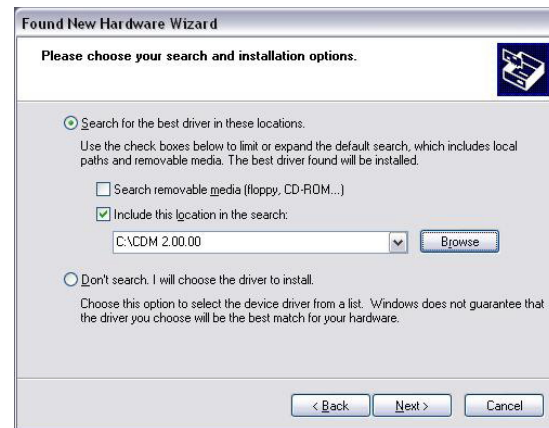 Found New Hardware Wizard
Please choose your search and installation options.
Search for the best driver in these locations.
Use the check boxes below to limit or expand the default search, which includes local
paths and removable media. The best driver found will be installed.
Search removable media (floppy, CD-ROM...)
Include this location in the search:
C:\CDM 2.00.00
Browse
Don't search. I will choose the driver to install.
Choose this option to select the device driver from a list. Windows does not guarantee that
the driver you choose will be the best match for your hardware.
< Back Next > Cancel